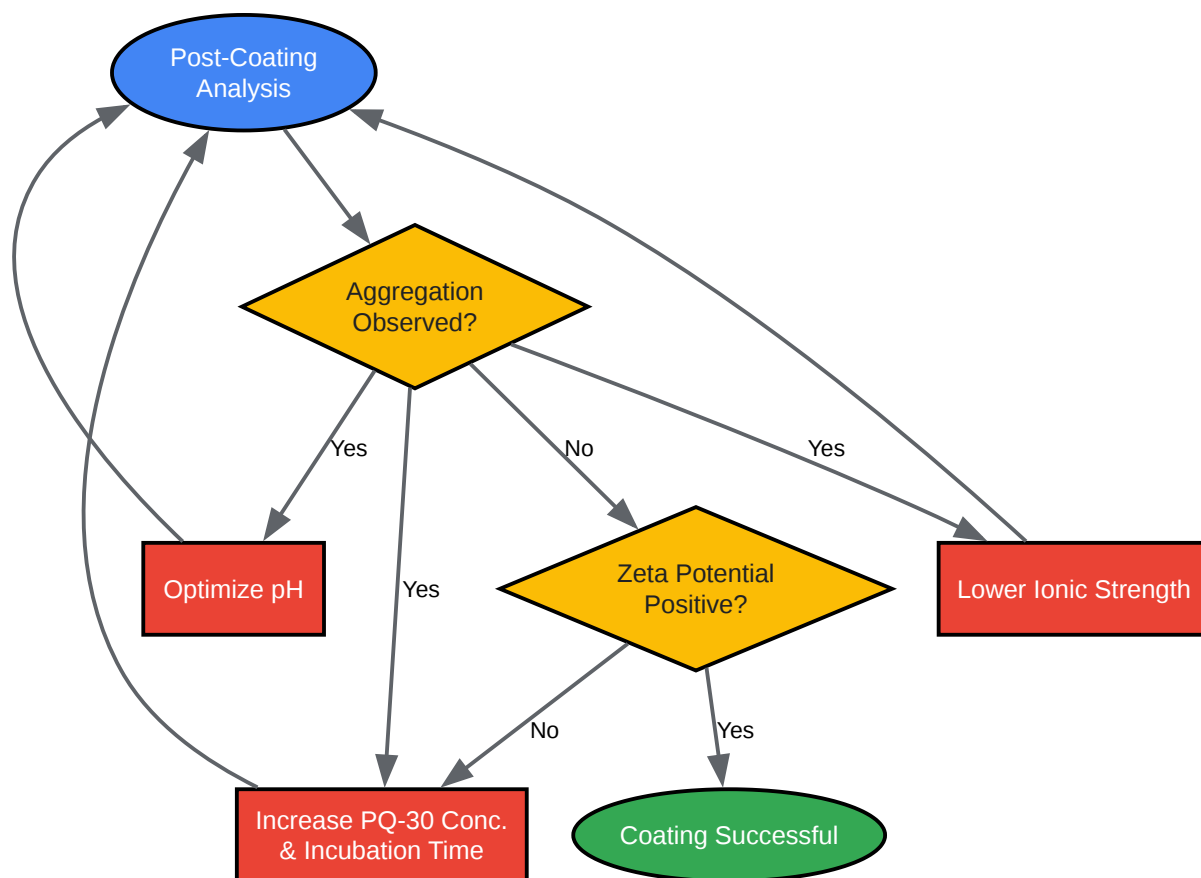 Post-Coating
Analysis
Aggregation
Observed?
Yes
No
Yes
Optimize pH
Yes
Zeta Potential
Positive?
Lower Ionic Strength
No
Yes
Increase PQ-30 Conc.
& Incubation Time
Coating Successful